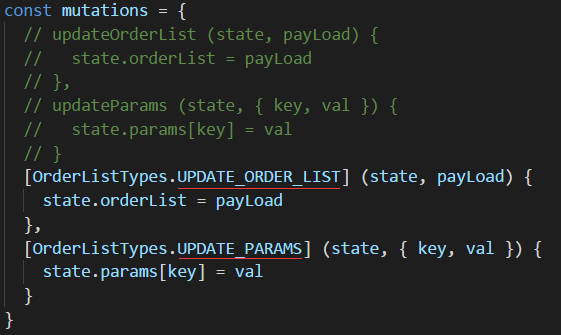 const mutations = {
  // updateOrderList (state, payLoad) {
  //   state.orderList = payLoad
  // },
  // updateParams (state, { key, val }) {
  //   state.params[key] = val
  // }
  [OrderListTypes.UPDATE_ORDER_LIST] (state, payLoad) {
    state.orderList = payLoad
  },
  [OrderListTypes.UPDATE_PARAMS] (state, { key, val }) {
    state.params[key] = val
  }
}